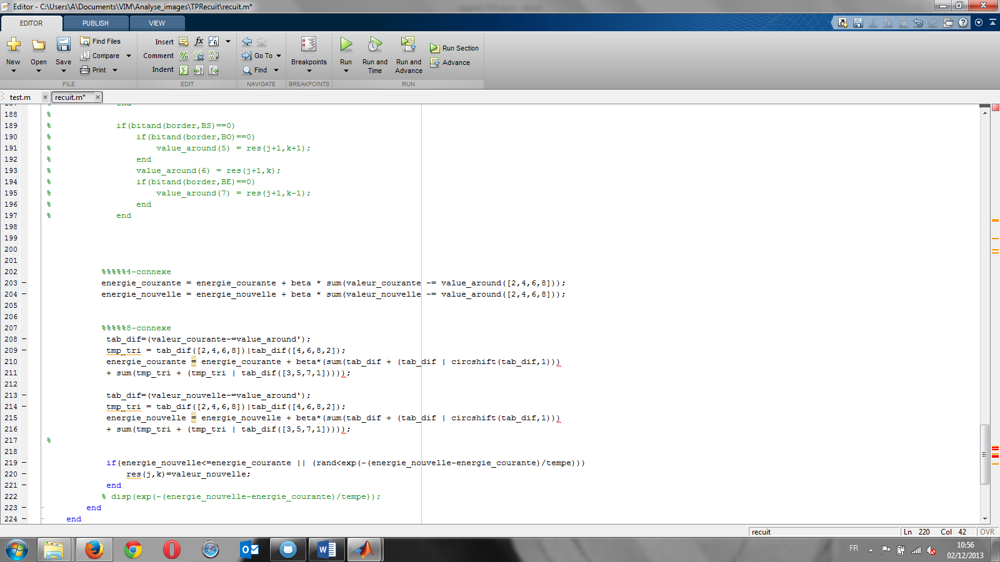 Editor - C:\Users\A\Documents\VIM\Analyse_images\TPRecuit\recuit.m*
EDITOR PUBLISH VIEW
New Open Save Find Files Compare Print
FILE
Insert fx
Comment
Indent
EDIT
Go To
Find
NAVIGATE
Breakpoints
BREAKPOINTS
Run Run and Time Run and Advance Run Section Advance
RUN
test.m recuit.m*
187 % end
188 %
189 % if(bitand(border,BS)==0)
190 % if(bitand(border,BO)==0)
191 % value_around(5) = res(j+1,k+1);
192 % end
193 % value_around(6) = res(j+1,k);
194 % if(bitand(border,BE)==0)
195 % value_around(7) = res(j+1,k-1);
196 % end
197 % end
198
199
200
201
202 %%%%%4-connexe
203 energie_courante = energie_courante + beta * sum(valeur_courante ~= value_around([2,4,6,8]));
204 energie_nouvelle = energie_nouvelle + beta * sum(valeur_nouvelle ~= value_around([2,4,6,8]));
205
206
207 %%%%%8-connexe
208 tab_dif=(valeur_courante~=value_around');
209 tmp_tri = tab_dif([2,4,6,8])|tab_dif([4,6,8,2]);
210 energie_courante = energie_courante + beta*(sum(tab_dif + (tab_dif | circshift(tab_dif,1)))
211 + sum(tmp_tri + (tmp_tri | tab_dif([3,5,7,1]))));
212
213 tab_dif=(valeur_nouvelle~=value_around');
214 tmp_tri = tab_dif([2,4,6,8])|tab_dif([4,6,8,2]);
215 energie_nouvelle = energie_nouvelle + beta*(sum(tab_dif + (tab_dif | circshift(tab_dif,1)))
216 + sum(tmp_tri + (tmp_tri | tab_dif([3,5,7,1]))));
217 %
218
219 if(energie_nouvelle<=energie_courante || (rand<exp(-(energie_nouvelle-energie_courante)/tempe)))
220 res(j,k)=valeur_nouvelle;
221 end
222 % disp(exp(-(energie_nouvelle-energie_courante)/tempe));
223 end
224 end
recuit Ln 220 Col 42 OVR
FR 10:56
02/12/2013